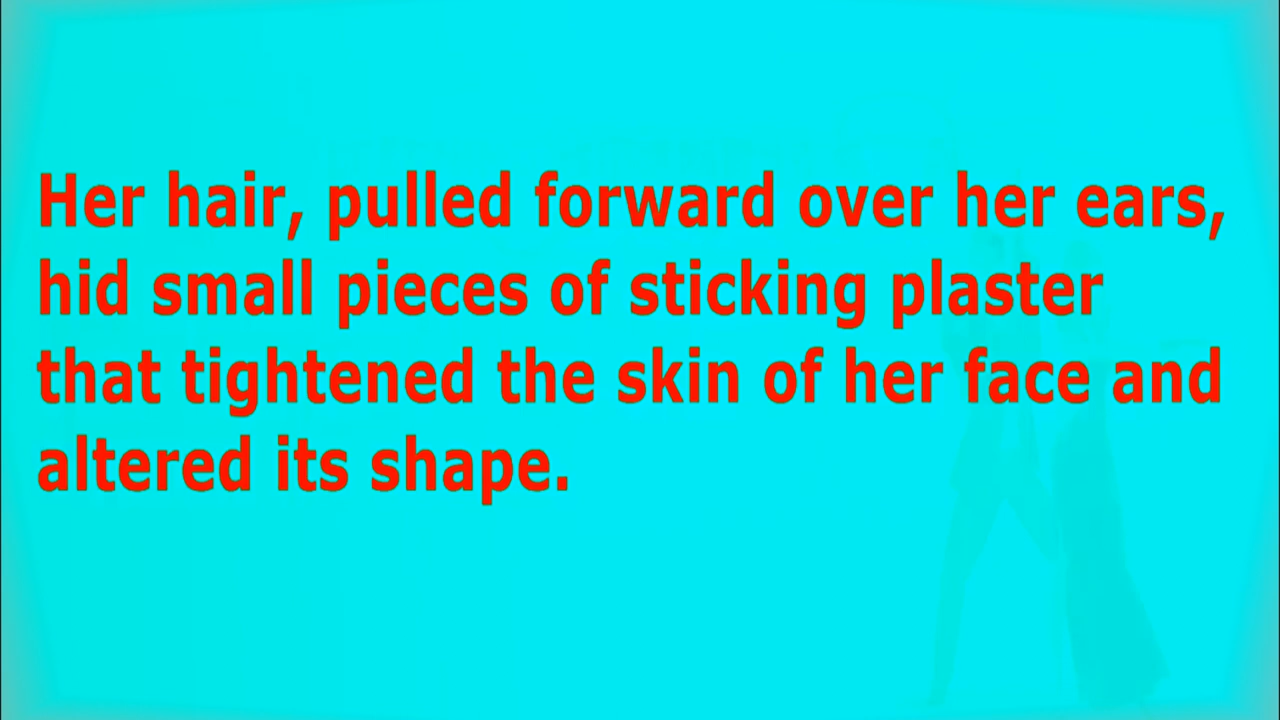 Her hair, pulled forward over her ears,
hid small pieces of sticking plaster
that tightened the skin of her face and
altered its shape.